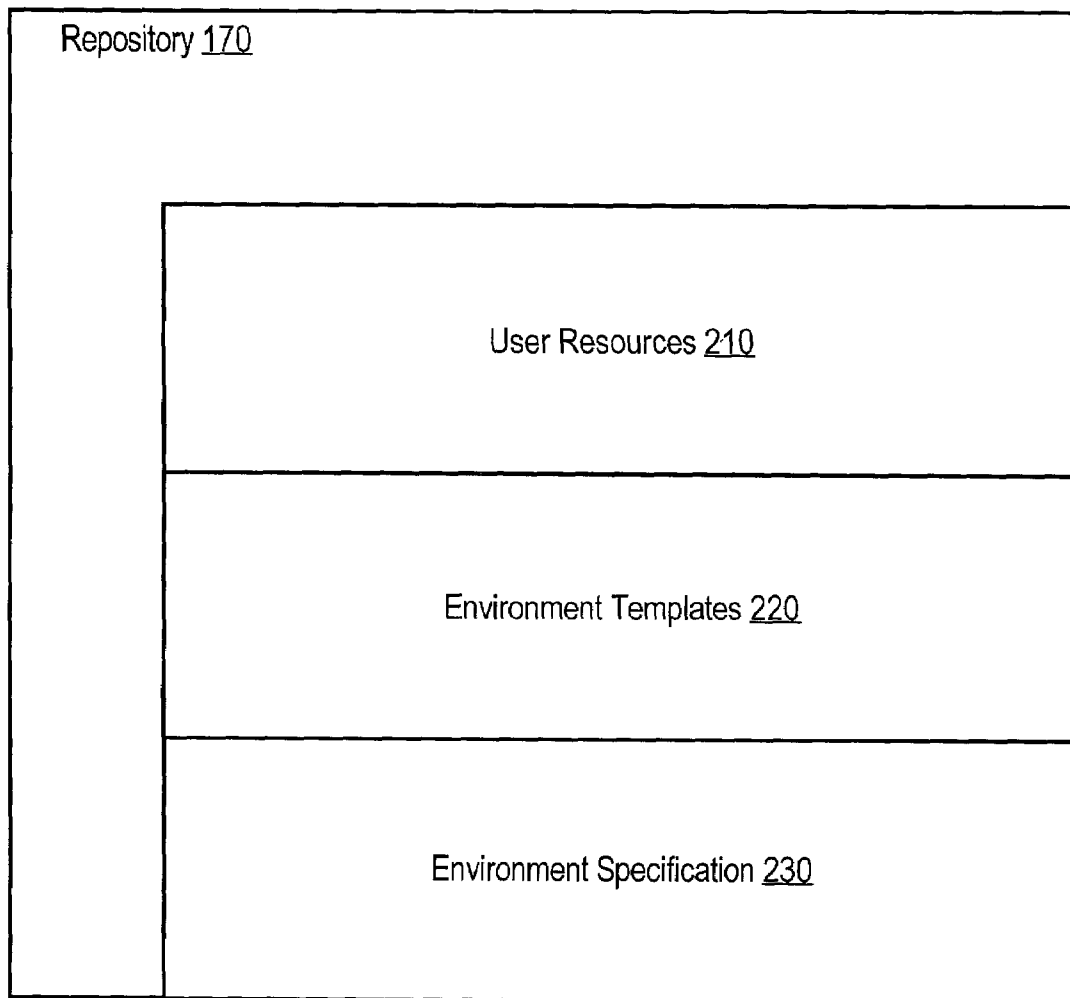 Repository 170
User Resources 210
Environment Templates 220
Environment Specification 230